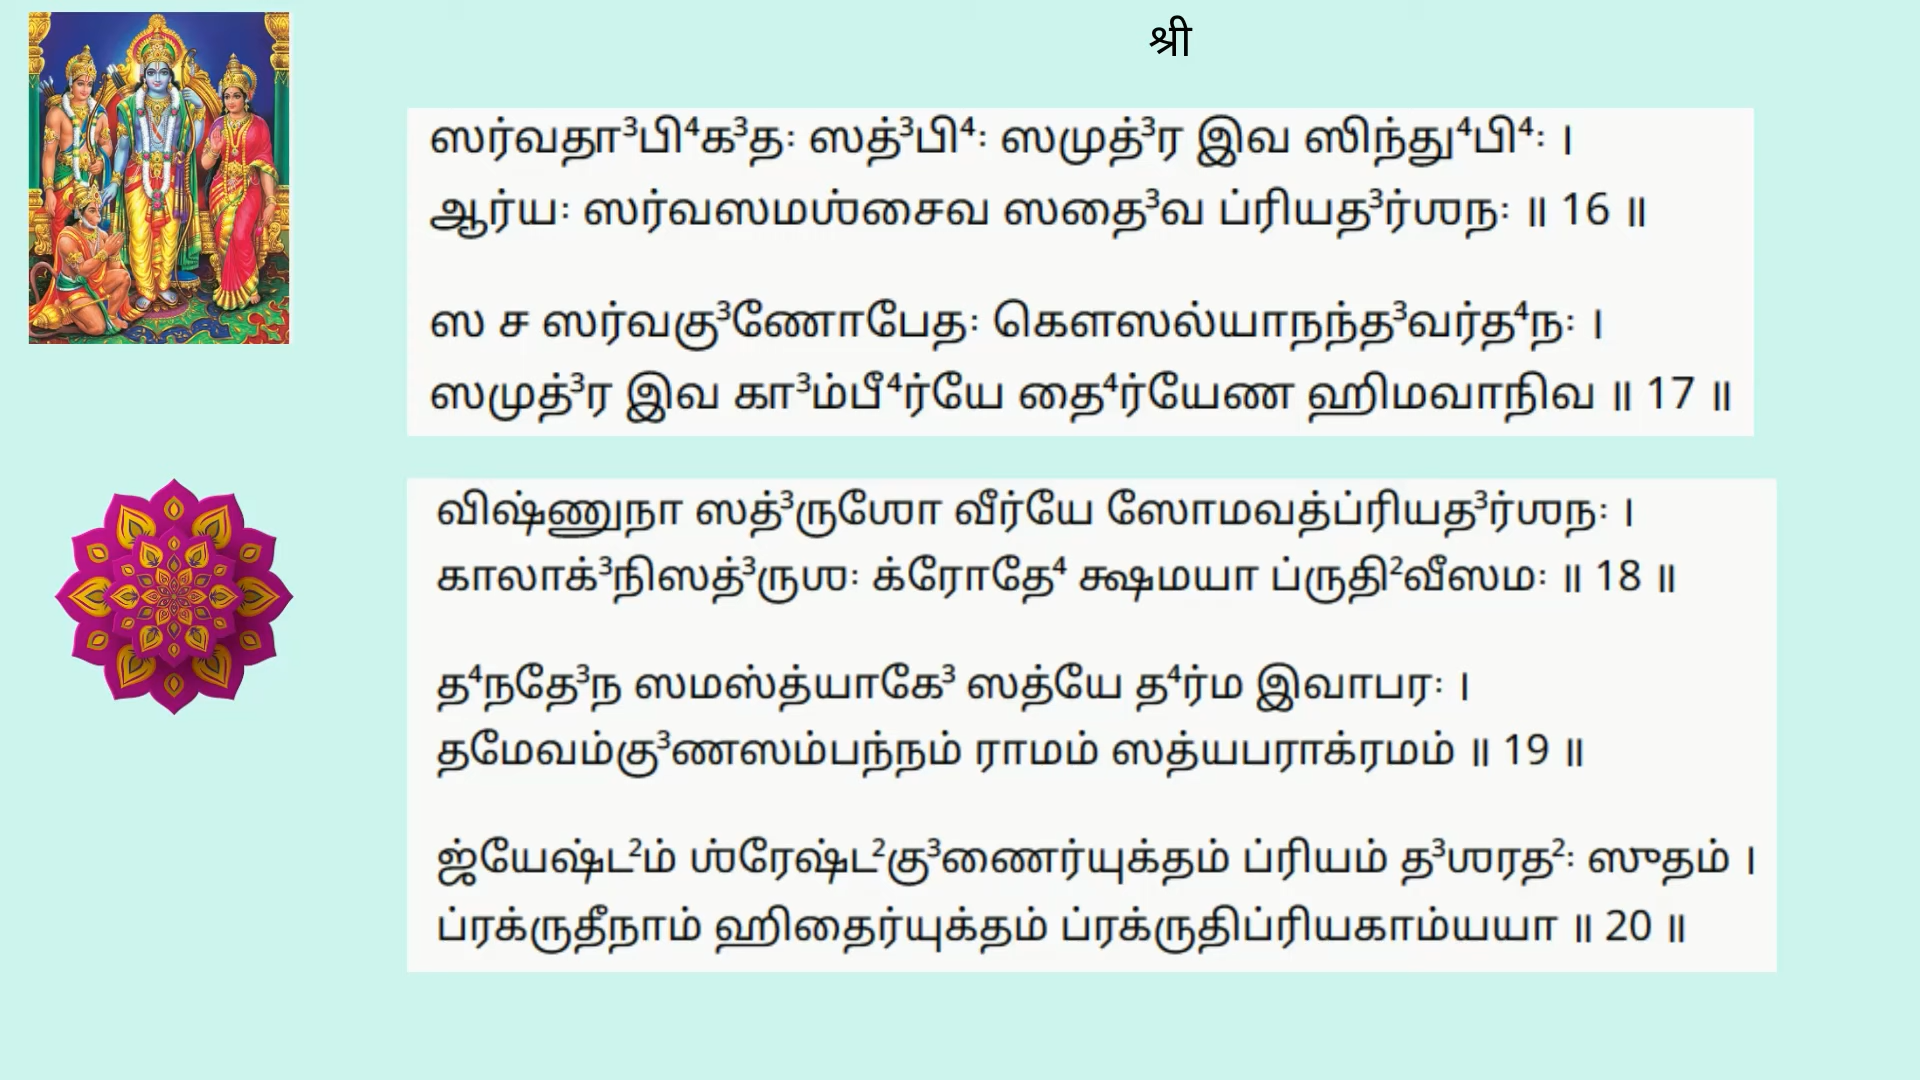 श्री
ஸர்வதா³பி⁴க³த꞉ ஸத்³பி⁴꞉ ஸமுத்³ர இவ ஸிந்து⁴பி⁴꞉ ।
ஆர்ய꞉ ஸர்வஸமஶ்சைவ ஸதை³வ ப்ரியத³ர்ஶந꞉ ॥ 16 ॥
ஸ ச ஸர்வகு³ணோபேத꞉ கௌஸல்யாநந்த³வர்த⁴ந꞉ ।
ஸமுத்³ர இவ கா³ம்பீ⁴ர்யே தை⁴ர்யேண ஹிமவாநிவ ॥ 17 ॥
விஷ்ணுநா ஸத்³ருஶோ வீர்யே ஸோமவத்ப்ரியத³ர்ஶந꞉ ।
காலாக்³நிஸத்³ருஶ꞉ க்ரோதே⁴ க்ஷமயா ப்ருதி²வீஸம꞉ ॥ 18 ॥
த⁴நதே³ந ஸமஸ்த்யாகே³ ஸத்யே த⁴ர்ம இவாபர꞉ ।
தமேவம்கு³ணஸம்பந்நம் ராமம் ஸத்யபராக்ரமம் ॥ 19 ॥
ஜ்யேஷ்ட²ம் ஶ்ரேஷ்ட²கு³ணைர்யுக்தம் ப்ரியம் த³ஶரத²꞉ ஸுதம் ।
ப்ரக்ருதீநாம் ஹிதைர்யுக்தம் ப்ரக்ருதிப்ரியகாம்யயா ॥ 20 ॥